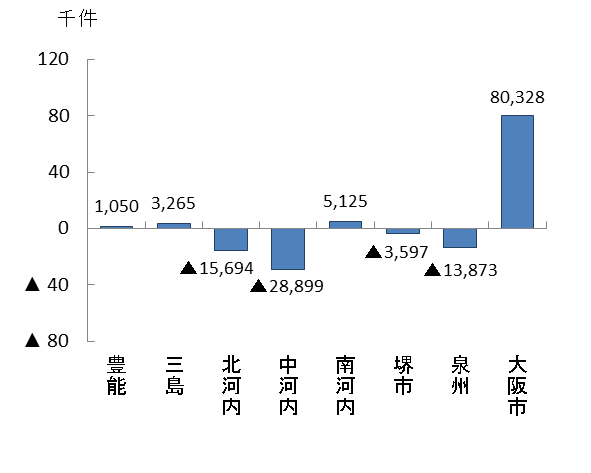 千件
120
80
40
0
▲ 40
▲ 80
1,050
3,265
▲15,694
▲28,899
5,125
▲3,597
▲13,873
80,328
豊能
三島
北河内
中河内
南河内
堺市
泉州
大阪市